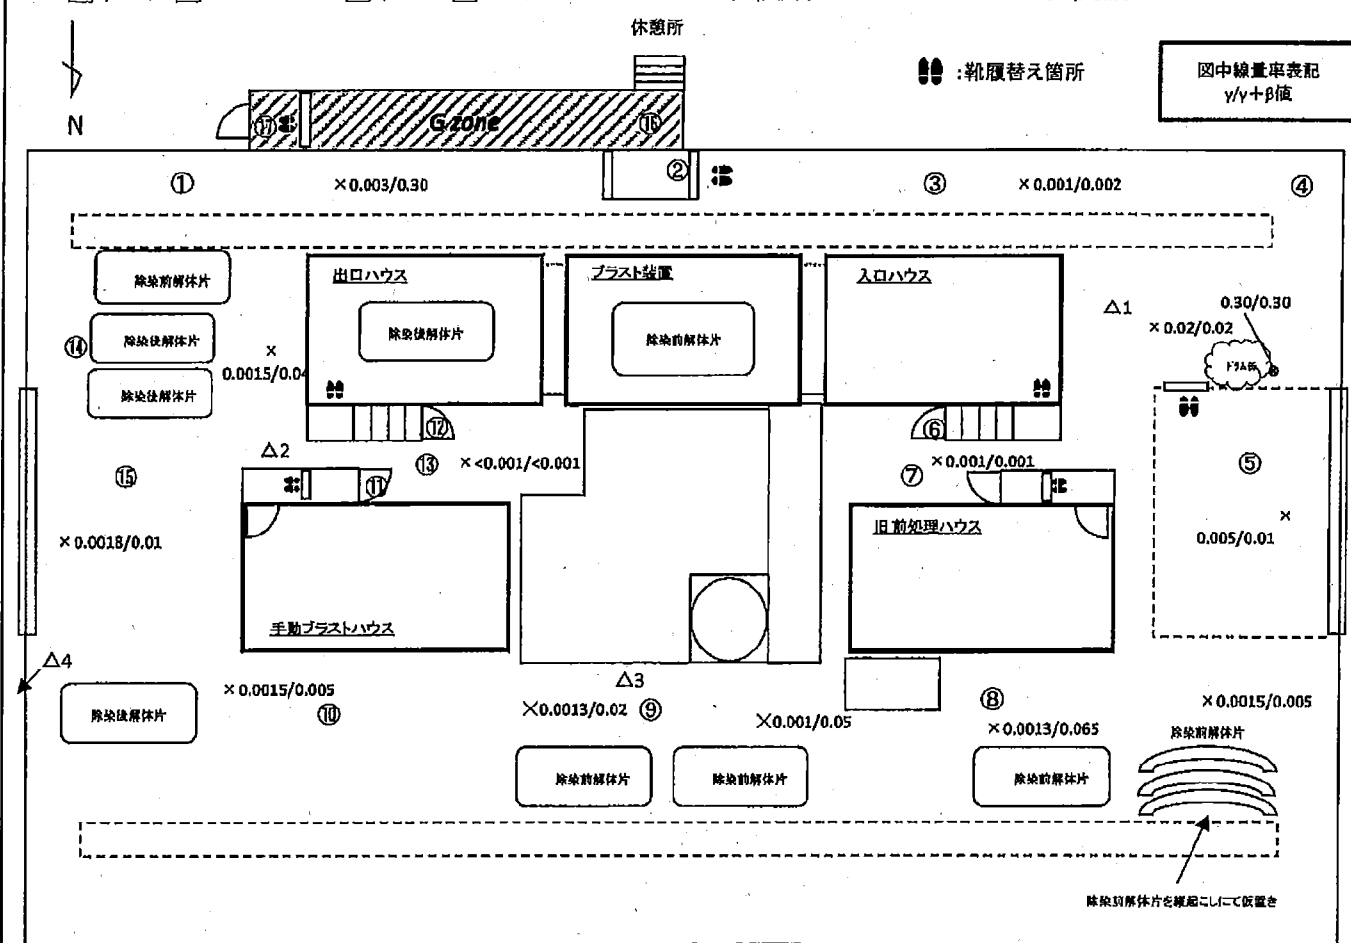 休憩所
:靴履替え箇所
図中線量率表記
γ/γ+β値
N
⑰
G zone
⑯
①
×0.003/0.30
②
③
×0.001/0.002
④
除染前解体片
出口ハウス
ブラスト装置
入口ハウス
除染後解体片
除染前解体片
△1
0.30/0.30
×0.02/0.02
ドラム缶
⑭
除染後解体片
×
0.0015/0.04
除染後解体片
⑫
⑥
△2
⑬
×<0.001/<0.001
×0.001/0.001
⑮
⑪
⑦
⑤
×0.0018/0.01
旧前処理ハウス
×
0.005/0.01
手動ブラストハウス
△4
△3
除染後解体片
×0.0015/0.005
⑩
×0.0013/0.02
⑨
×0.001/0.05
⑧
×0.0013/0.065
×0.0015/0.005
除染前解体片
除染前解体片
除染前解体片
除染前解体片
除染前解体片を縦起こしにて仮置き